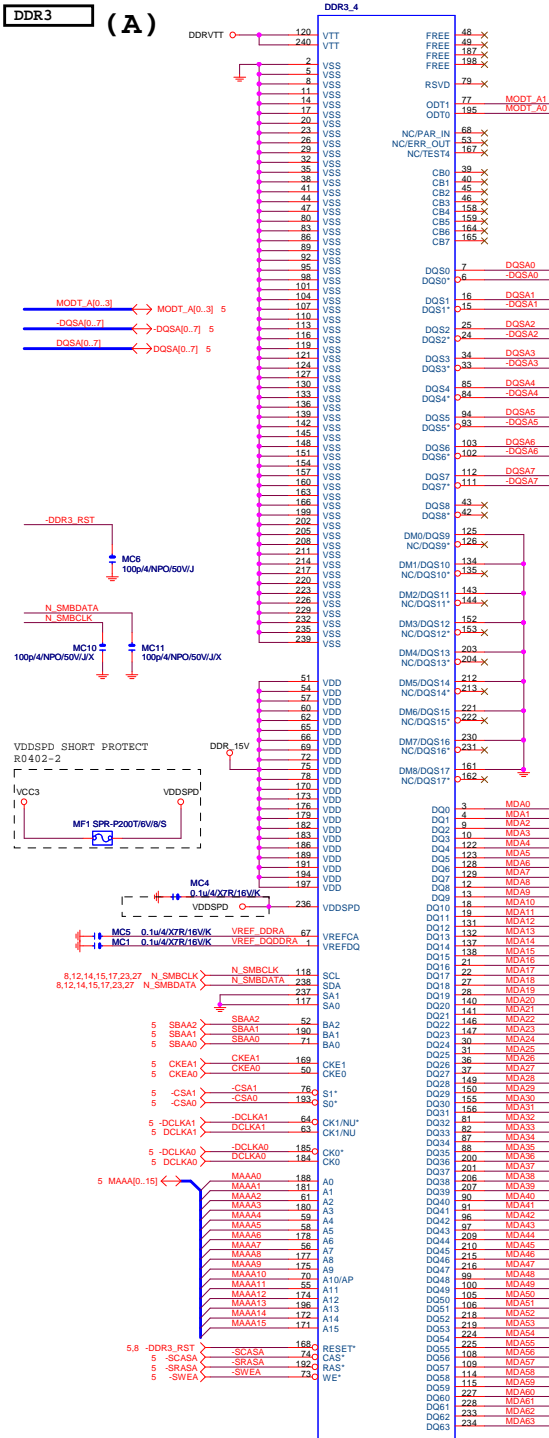 DDR3
(A)
DDR3_4
DDRVTT
120 VTT
240 VTT
2 VSS
5 VSS
8 VSS
11 VSS
14 VSS
17 VSS
20 VSS
23 VSS
26 VSS
29 VSS
32 VSS
35 VSS
38 VSS
41 VSS
44 VSS
47 VSS
80 VSS
83 VSS
86 VSS
89 VSS
92 VSS
95 VSS
98 VSS
101 VSS
104 VSS
107 VSS
110 VSS
113 VSS
116 VSS
119 VSS
121 VSS
124 VSS
127 VSS
130 VSS
133 VSS
136 VSS
139 VSS
142 VSS
145 VSS
148 VSS
151 VSS
154 VSS
157 VSS
160 VSS
163 VSS
166 VSS
199 VSS
202 VSS
205 VSS
208 VSS
211 VSS
214 VSS
217 VSS
220 VSS
223 VSS
226 VSS
229 VSS
232 VSS
235 VSS
239 VSS
MODT_A[0..3] MODT_A[0..3] 5
-DQSA[0..7] -DQSA[0..7] 5
DQSA[0..7] DQSA[0..7] 5
-DDR3_RST
MC6
100p/4/NPO/50V/J
N_SMBDATA
N_SMBCLK
MC10
100p/4/NPO/50V/J/X
MC11
100p/4/NPO/50V/J/X
DDR_15V
51 VDD
54 VDD
57 VDD
60 VDD
62 VDD
65 VDD
66 VDD
69 VDD
72 VDD
75 VDD
78 VDD
170 VDD
173 VDD
176 VDD
179 VDD
182 VDD
183 VDD
186 VDD
189 VDD
191 VDD
194 VDD
197 VDD
VDDSPD SHORT PROTECT
R0402-2
VCC3 VDDSPD
MF1 SPR-P200T/6V/8/S
MC4
0.1u/4/X7R/16V/K
VDDSPD 236 VDDSPD
MC5 0.1u/4/X7R/16V/K VREF_DDRA 67 VREFCA
MC1 0.1u/4/X7R/16V/K VREF_DQDDRA 1 VREFDQ
8,12,14,15,17,23,27 N_SMBCLK N_SMBCLK 118 SCL
8,12,14,15,17,23,27 N_SMBDATA N_SMBDATA 238 SDA
237 SA1
117 SA0
5 SBAA2 SBAA2 52 BA2
5 SBAA1 SBAA1 190 BA1
5 SBAA0 SBAA0 71 BA0
5 CKEA1 CKEA1 169 CKE1
5 CKEA0 CKEA0 50 CKE0
5 -CSA1 -CSA1 76 S1*
5 -CSA0 -CSA0 193 S0*
5 -DCLKA1 -DCLKA1 64 CK1/NU*
5 DCLKA1 DCLKA1 63 CK1/NU
5 -DCLKA0 -DCLKA0 185 CK0*
5 DCLKA0 DCLKA0 184 CK0
5 MAAA[0..15]
MAAA0 188 A0
MAAA1 181 A1
MAAA2 61 A2
MAAA3 180 A3
MAAA4 59 A4
MAAA5 58 A5
MAAA6 178 A6
MAAA7 56 A7
MAAA8 177 A8
MAAA9 175 A9
MAAA10 70 A10/AP
MAAA11 55 A11
MAAA12 174 A12
MAAA13 196 A13
MAAA14 172 A14
MAAA15 171 A15
5,8 -DDR3_RST 168 RESET*
5 -SCASA -SCASA 74 CAS*
5 -SRASA -SRASA 192 RAS*
5 -SWEA -SWEA 73 WE*
FREE 48
FREE 49
FREE 187
FREE 198
RSVD 79
ODT1 77 MODT_A1
ODT0 195 MODT_A0
NC/PAR_IN 68
NC/ERR_OUT 53
NC/TEST4 167
CB0 39
CB1 40
CB2 45
CB3 46
CB4 158
CB5 159
CB6 164
CB7 165
DQS0 7 DQSA0
DQS0* 6 -DQSA0
DQS1 16 DQSA1
DQS1* 15 -DQSA1
DQS2 25 DQSA2
DQS2* 24 -DQSA2
DQS3 34 DQSA3
DQS3* 33 -DQSA3
DQS4 85 DQSA4
DQS4* 84 -DQSA4
DQS5 94 DQSA5
DQS5* 93 -DQSA5
DQS6 103 DQSA6
DQS6* 102 -DQSA6
DQS7 112 DQSA7
DQS7* 111 -DQSA7
DQS8 43
DQS8* 42
DM0/DQS9 125
NC/DQS9* 126
DM1/DQS10 134
NC/DQS10* 135
DM2/DQS11 143
NC/DQS11* 144
DM3/DQS12 152
NC/DQS12* 153
DM4/DQS13 203
NC/DQS13* 204
DM5/DQS14 212
NC/DQS14* 213
DM6/DQS15 221
NC/DQS15* 222
DM7/DQS16 230
NC/DQS16* 231
DM8/DQS17 161
NC/DQS17* 162
DQ0 3 MDA0
DQ1 4 MDA1
DQ2 9 MDA2
DQ3 10 MDA3
DQ4 122 MDA4
DQ5 123 MDA5
DQ6 128 MDA6
DQ7 129 MDA7
DQ8 12 MDA8
DQ9 13 MDA9
DQ10 18 MDA10
DQ11 19 MDA11
DQ12 131 MDA12
DQ13 132 MDA13
DQ14 137 MDA14
DQ15 138 MDA15
DQ16 21 MDA16
DQ17 22 MDA17
DQ18 27 MDA18
DQ19 28 MDA19
DQ20 140 MDA20
DQ21 141 MDA21
DQ22 146 MDA22
DQ23 147 MDA23
DQ24 30 MDA24
DQ25 31 MDA25
DQ26 36 MDA26
DQ27 37 MDA27
DQ28 149 MDA28
DQ29 150 MDA29
DQ30 155 MDA30
DQ31 156 MDA31
DQ32 81 MDA32
DQ33 82 MDA33
DQ34 87 MDA34
DQ35 88 MDA35
DQ36 200 MDA36
DQ37 201 MDA37
DQ38 206 MDA38
DQ39 207 MDA39
DQ40 90 MDA40
DQ41 91 MDA41
DQ42 96 MDA42
DQ43 97 MDA43
DQ44 209 MDA44
DQ45 210 MDA45
DQ46 215 MDA46
DQ47 216 MDA47
DQ48 99 MDA48
DQ49 100 MDA49
DQ50 105 MDA50
DQ51 106 MDA51
DQ52 218 MDA52
DQ53 219 MDA53
DQ54 224 MDA54
DQ55 225 MDA55
DQ56 108 MDA56
DQ57 109 MDA57
DQ58 114 MDA58
DQ59 115 MDA59
DQ60 227 MDA60
DQ61 228 MDA61
DQ62 233 MDA62
DQ63 234 MDA63